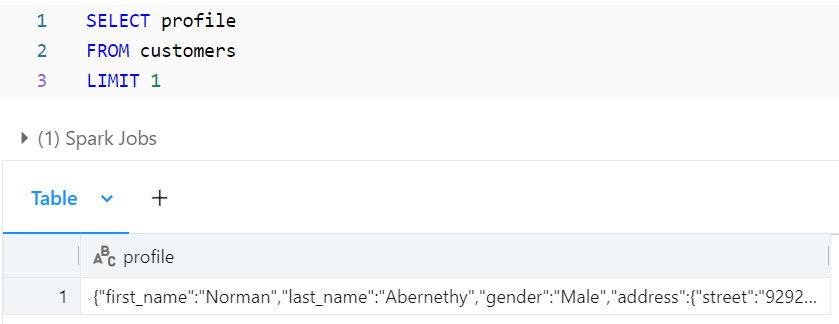 1 SELECT profile
2 FROM customers
3 LIMIT 1
(1) Spark Jobs
Table +
ABC profile
1 {"first_name":"Norman","last_name":"Abernethy","gender":"Male","address":{"street":"9292...